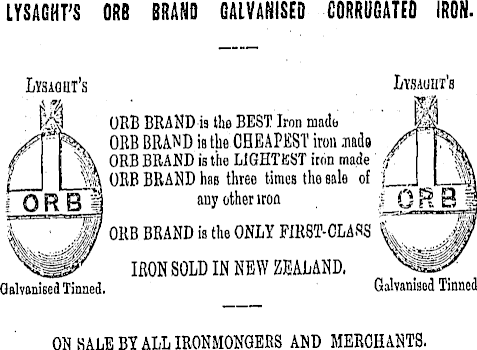 LYSAGHT'S ORB BRAND GALVANISED CORRUGATED IRON.
LYSAGHT'S
LYSAGHT'S
ORB BRAND is the BEST Iron made
ORB BRAND is the CHEAPEST iron made
ORB BRAND is the LIGHTEST iron made
ORB BRAND has three times the sale of
any other iron
ORB BRAND is the ONLY FIRST-CLASS
IRON SOLD IN NEW ZEALAND.
ORB
ORB
Galvanised Tinned.
Galvanised Tinned
ON SALE BY ALL IRONMONGERS AND MERCHANTS.